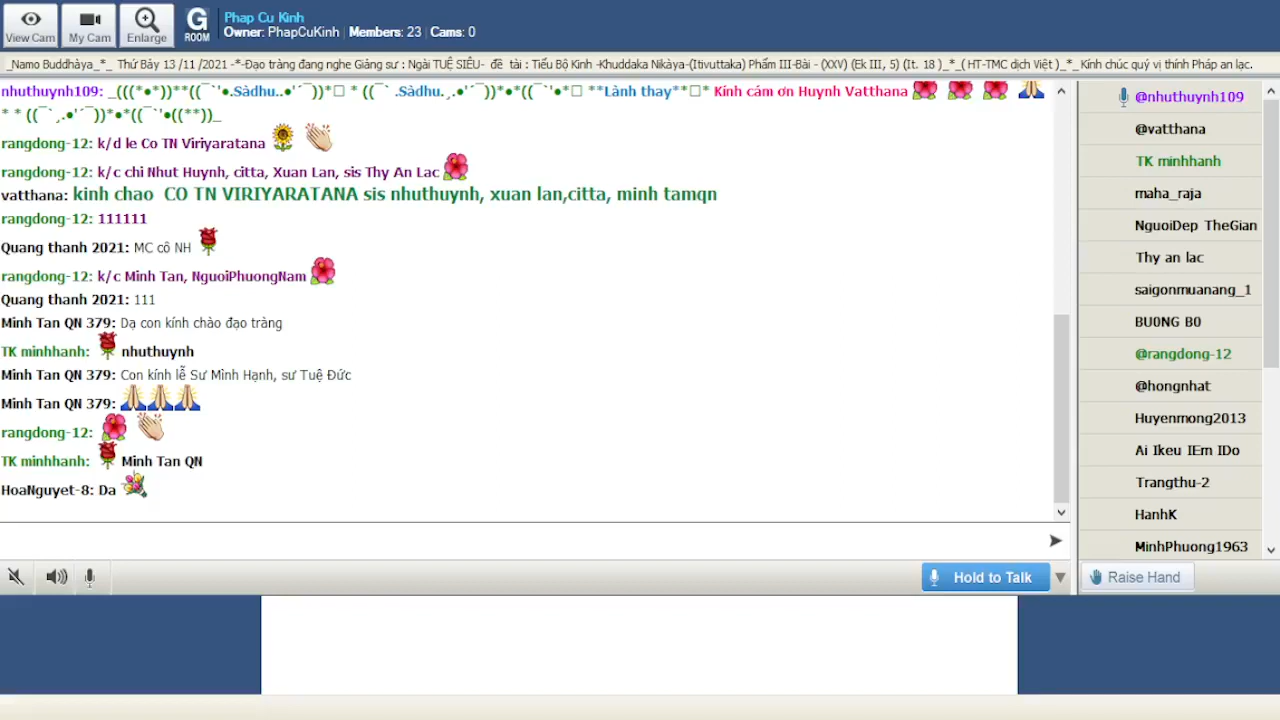 View Cam
My Cam
Enlarge
G
ROOM
Phap Cu Kinh
Owner: PhapCuKinh | Members: 23 | Cams: 0
_Namo Buddhàya_*_ Thứ Bảy 13 /11 /2021 -*-Đạo tràng đang nghe Giảng sư : Ngài TUỆ SIÊU- đề tài : Tiểu Bộ Kinh -Khuddaka Nikàya-(Itivuttaka) Phẩm III-Bài - (XXV) (Ek III, 5) (It. 18 )_*_( HT-TMC dịch Việt )_*_Kính chúc quý vị thính Pháp an lạc.
nhuthuynh109: _(((*●*))**((¯`'●.Sàdhu..●'´¯))*□ * ((¯` .Sàdhu.¸.●'´¯))*●*((¯`'●*□ **Lành thay**□* Kính cám ơn Huynh Vatthana
* * ((¯`¸.●'´¯))*●*((¯`'●((**))_
rangdong-12: k/d le Co TN Viriyaratana
rangdong-12: k/c chi Nhut Huynh, citta, Xuan Lan, sis Thy An Lac
vatthana: kinh chao CO TN VIRIYARATANA sis nhuthuynh, xuan lan,citta, minh tamqn
rangdong-12: 111111
Quang thanh 2021: MC cô NH
rangdong-12: k/c Minh Tan, NguoiPhuongNam
Quang thanh 2021: 111
Minh Tan QN 379: Dạ con kính chào đạo tràng
TK minhhanh: nhuthuynh
Minh Tan QN 379: Con kính lễ Sư Minh Hạnh, sư Tuệ Đức
Minh Tan QN 379:
rangdong-12:
TK minhhanh: Minh Tan QN
HoaNguyet-8: Da
Hold to Talk
@nhuthuynh109
@vatthana
TK minhhanh
maha_raja
NguoiDep TheGian
Thy an lac
saigonmuanang_1
BU0NG B0
@rangdong-12
@hongnhat
Huyenmong2013
Ai Ikeu IEm IDo
Trangthu-2
HanhK
MinhPhuong1963
Raise Hand